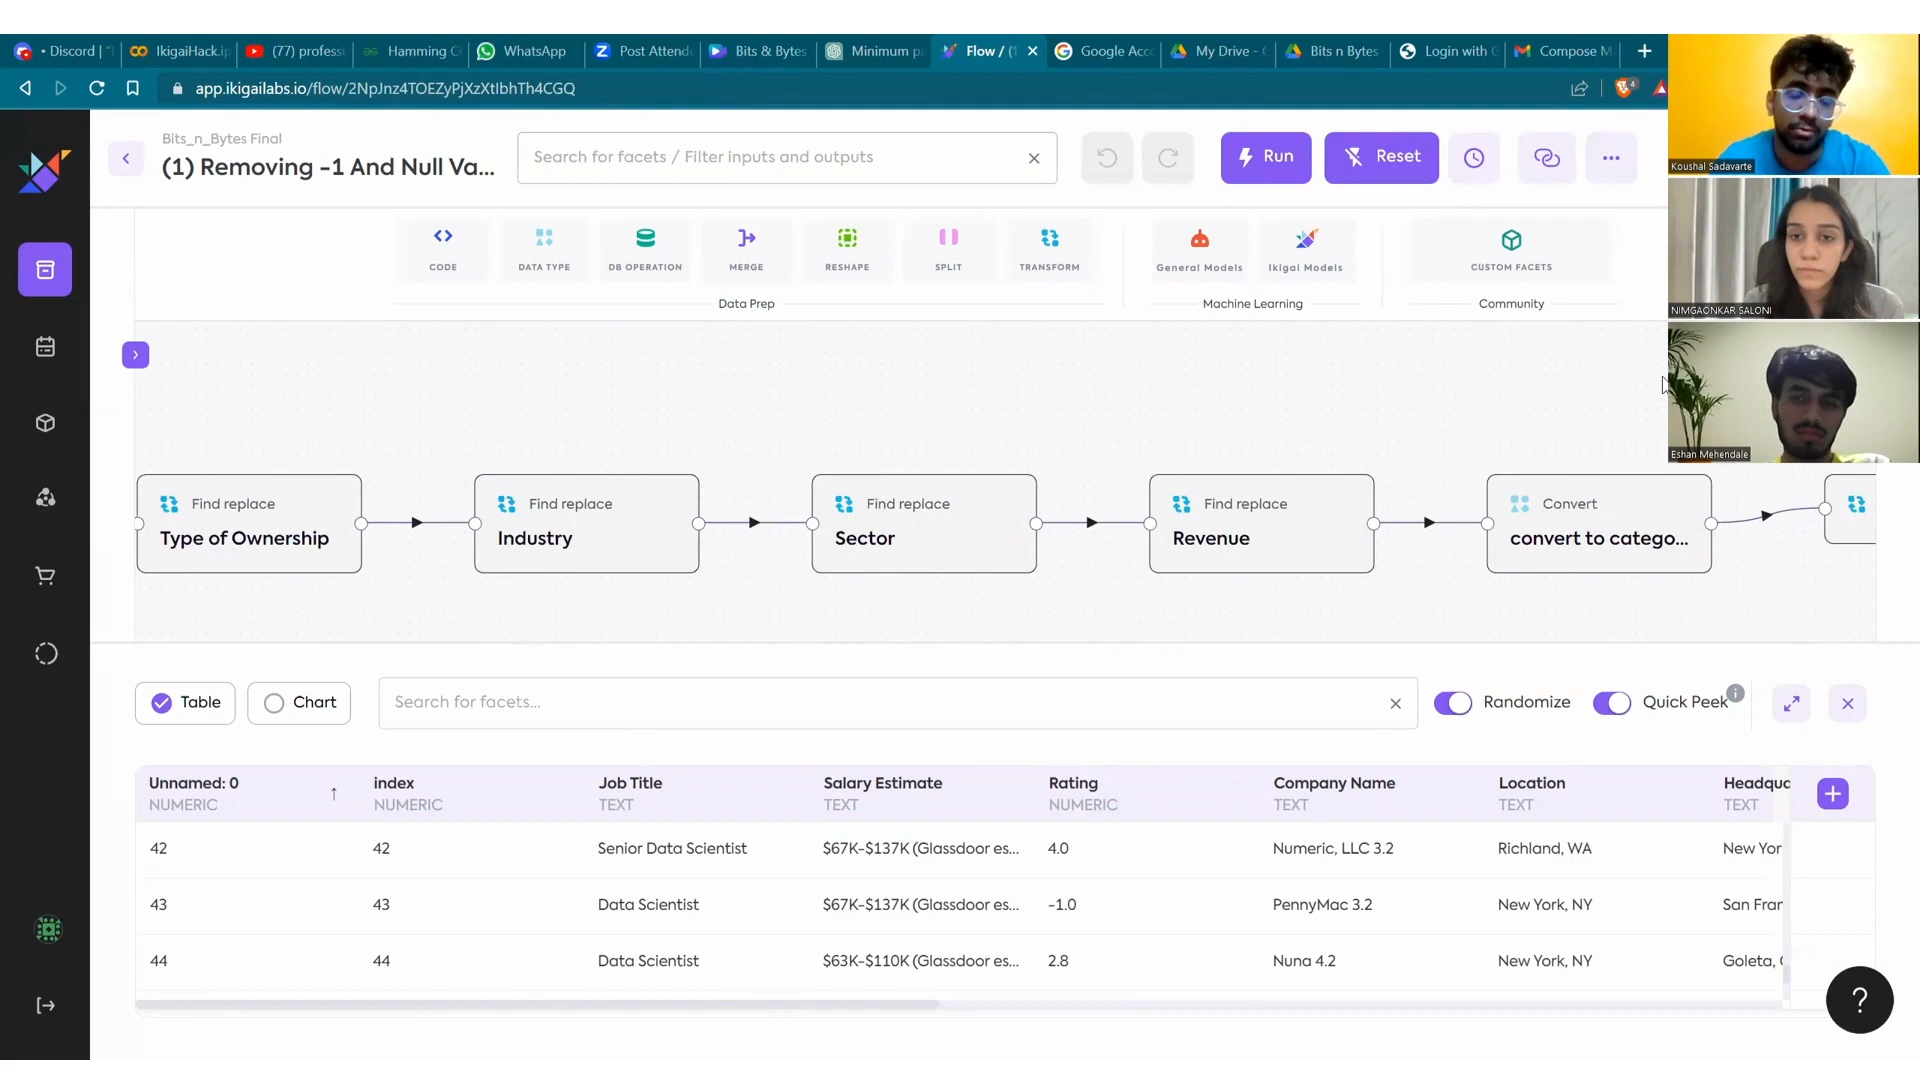 • Discord | "
IkigaiHack.ip
(77) profess
Hamming C
WhatsApp
Post Attend
Bits & Bytes
Minimum p
Flow / (1
Google Acc
My Drive - G
Bits n Bytes
Login with G
Compose M
app.ikigailabs.io/flow/2NpJnz4TOEZyPjXzXtIbhTh4CGQ
4
Bits_n_Bytes Final
(1) Removing -1 And Null Va...
Search for facets / Filter inputs and outputs
Run
Reset
Koushal Sadavarte
NIMGAONKAR SALONI
Eshan Mehendale
CODE
DATA TYPE
DB OPERATION
MERGE
RESHAPE
SPLIT
TRANSFORM
General Models
Ikigai Models
CUSTOM FACETS
Data Prep
Machine Learning
Community
Find replace
Type of Ownership
Find replace
Industry
Find replace
Sector
Find replace
Revenue
Convert
convert to catego...
Table
Chart
Search for facets...
Randomize
Quick Peek
Unnamed: 0 index Job Title Salary Estimate Rating Company Name Location Headqua
NUMERIC NUMERIC TEXT TEXT NUMERIC TEXT TEXT TEXT
42 42 Senior Data Scientist $67K-$137K (Glassdoor es... 4.0 Numeric, LLC 3.2 Richland, WA New Yor
43 43 Data Scientist $67K-$137K (Glassdoor es... -1.0 PennyMac 3.2 New York, NY San Fran
44 44 Data Scientist $63K-$110K (Glassdoor es... 2.8 Nuna 4.2 New York, NY Goleta,
?